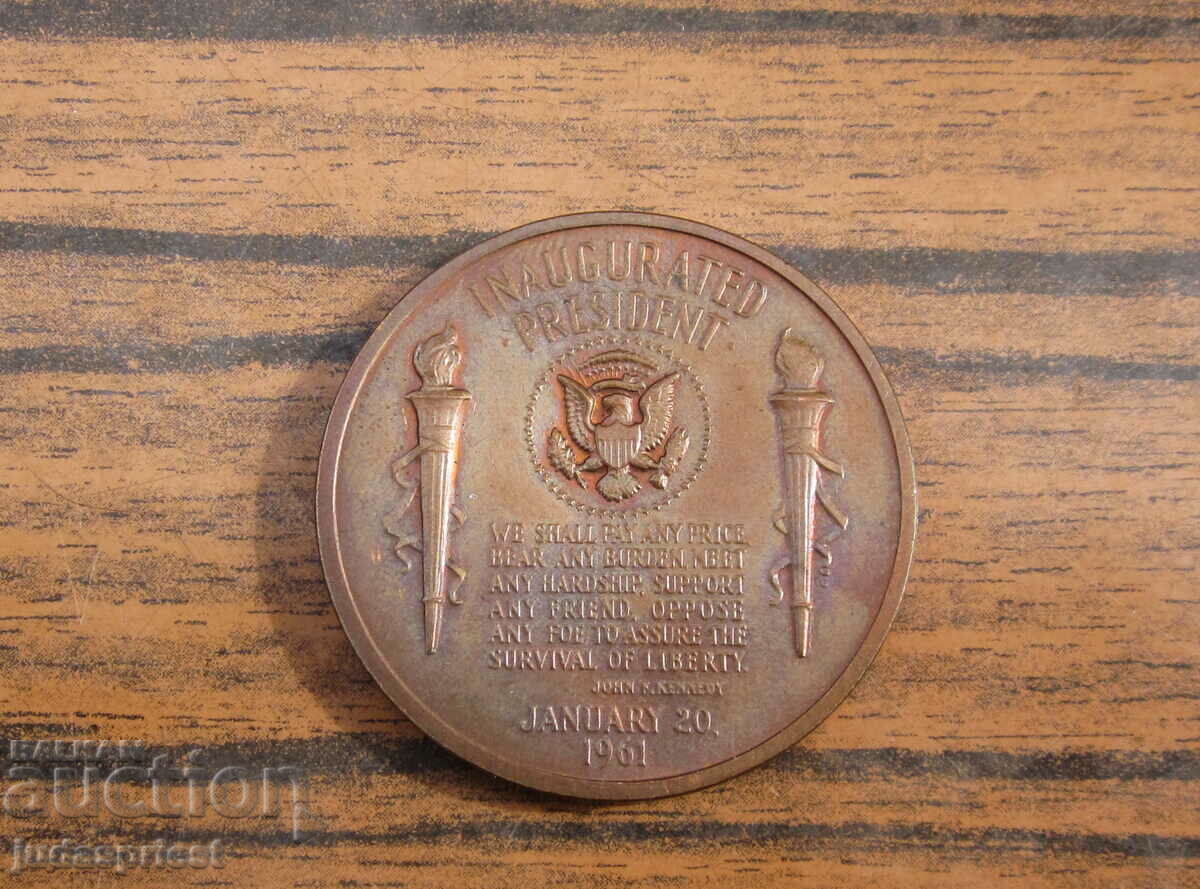 INAUGURATED
PRESIDENT
WE SHALL PAY ANY PRICE,
BEAR ANY BURDEN, MEET
ANY HARDSHIP, SUPPORT
ANY FRIEND, OPPOSE
ANY FOE TO ASSURE THE
SURVIVAL OF LIBERTY.
JOHN F. KENNEDY
JANUARY 20,
1961
BALKAN
auction
judaspriest